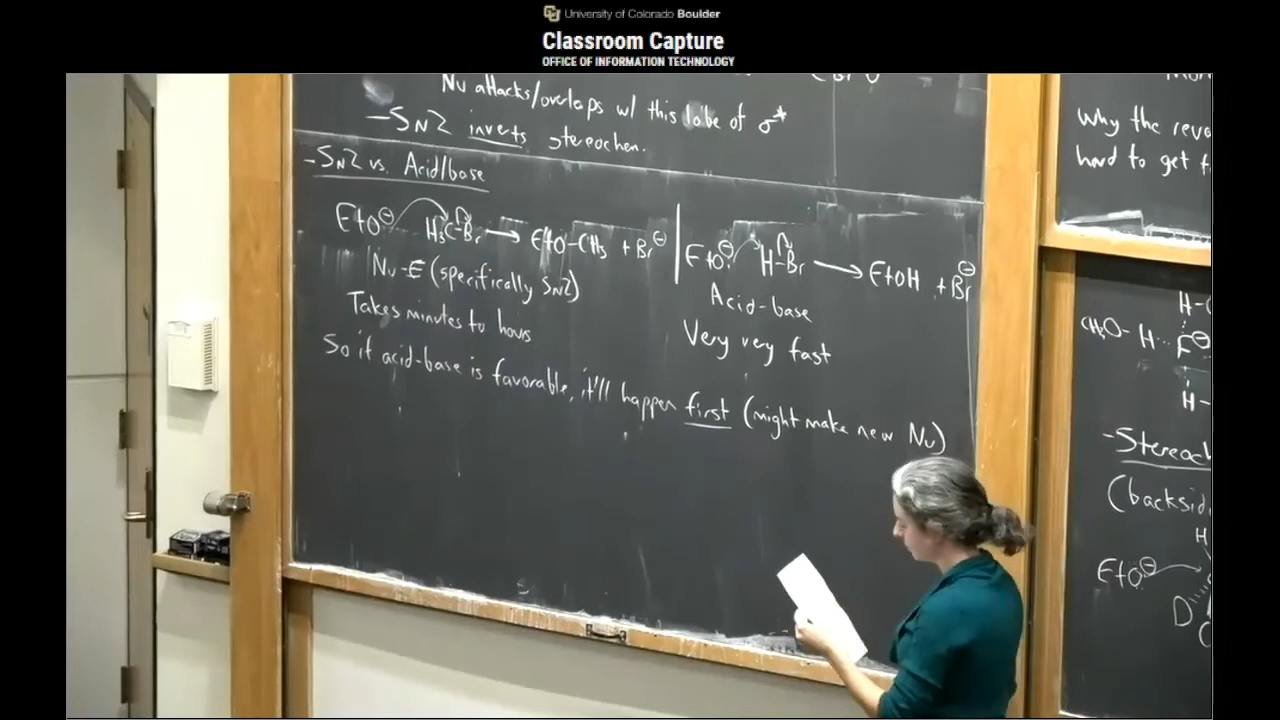 University of Colorado Boulder
Classroom Capture
OFFICE OF INFORMATION TECHNOLOGY
Nu attacks/overlaps w/ this lobe of σ*
-SN2 inverts stereochem.
-SN2 vs. Acid/base
EtO⊖ H3C-Br → EtO-CH3 + Br⊖
Nu-E (specifically SN2)
Takes minutes to hours
EtO⊖ H-Br → EtOH + Br⊖
Acid-base
Very very fast
So if acid-base is favorable, it'll happen first (might make new Nu)
Why the
hard to get
CH3O- H...
H-
-Stereoch
(backsid
H
EtO⊖
D